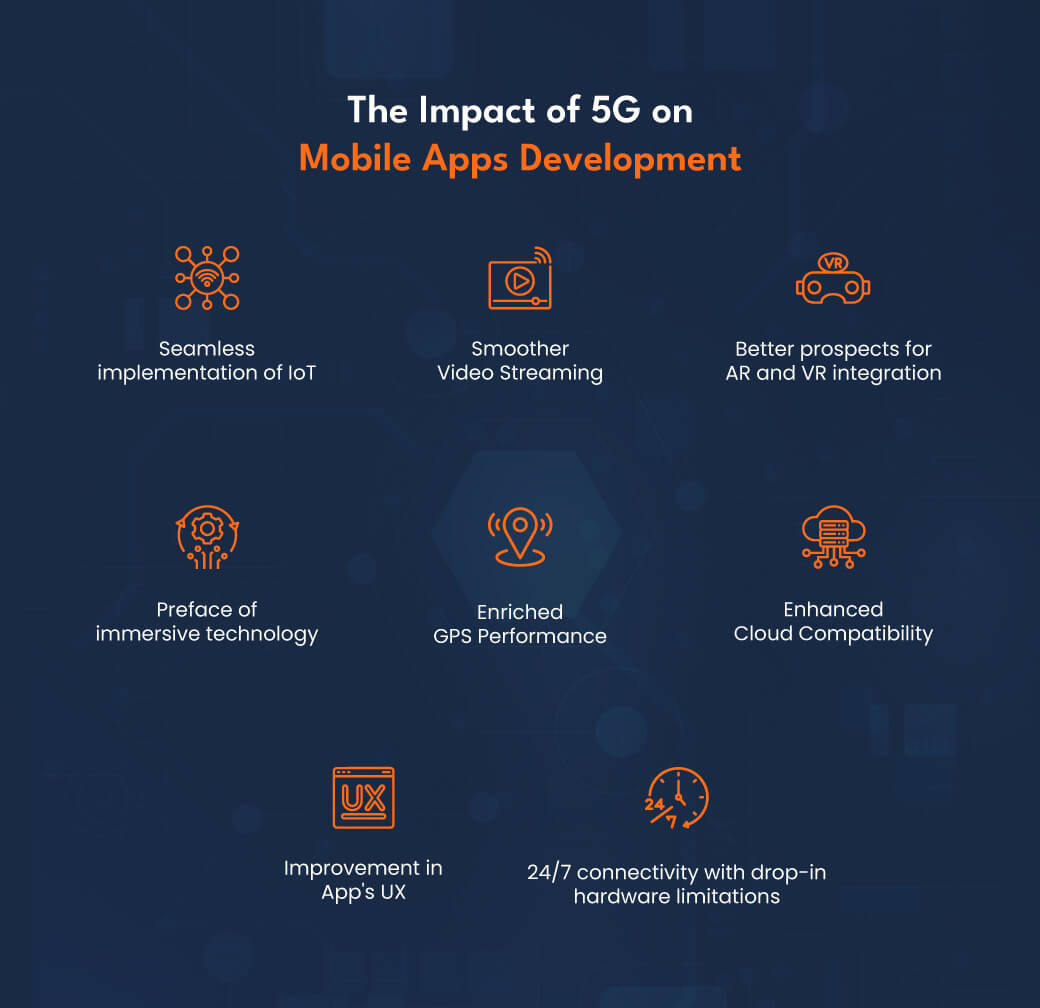 The Impact of 5G on
Mobile Apps Development
VR
Seamless
implementation of IoT
Smoother
Video Streaming
Better prospects for
AR and VR integration
Preface of
immersive technology
Enriched
GPS Performance
Enhanced
Cloud Compatibility
UX
24/7
Improvement in
App's UX
24/7 connectivity with drop-in
hardware limitations